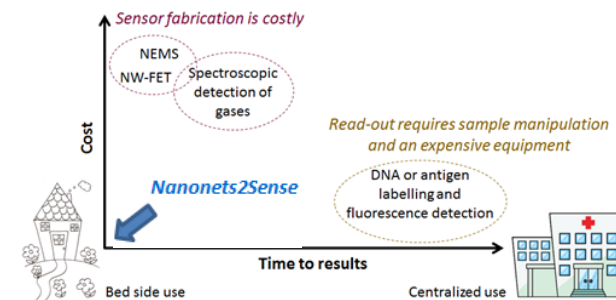 Sensor fabrication is costly
NEMS
NW-FET
Spectroscopic
detection of
gases
Read-out requires sample manipulation
and an expensive equipment
Cost
DNA or antigen
labelling and
fluorescence detection
Nanonets2Sense
Time to results
Bed side use
Centralized use